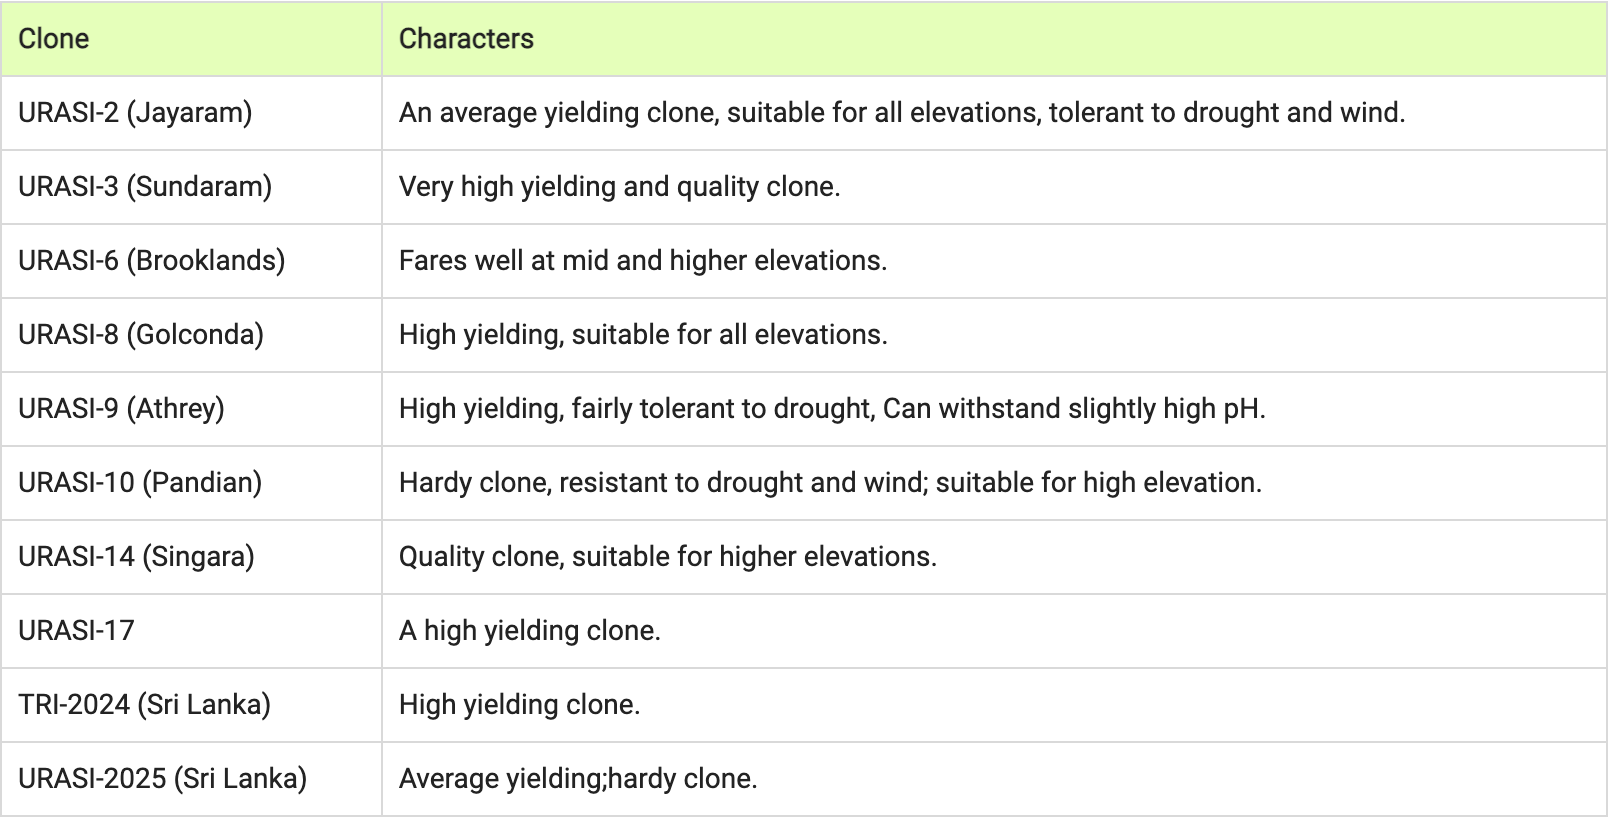 Clone Characters
URASI-2 (Jayaram) An average yielding clone, suitable for all elevations, tolerant to drought and wind.
URASI-3 (Sundaram) Very high yielding and quality clone.
URASI-6 (Brooklands) Fares well at mid and higher elevations.
URASI-8 (Golconda) High yielding, suitable for all elevations.
URASI-9 (Athrey) High yielding, fairly tolerant to drought, Can withstand slightly high pH.
URASI-10 (Pandian) Hardy clone, resistant to drought and wind; suitable for high elevation.
URASI-14 (Singara) Quality clone, suitable for higher elevations.
URASI-17 A high yielding clone.
TRI-2024 (Sri Lanka) High yielding clone.
URASI-2025 (Sri Lanka) Average yielding;hardy clone.